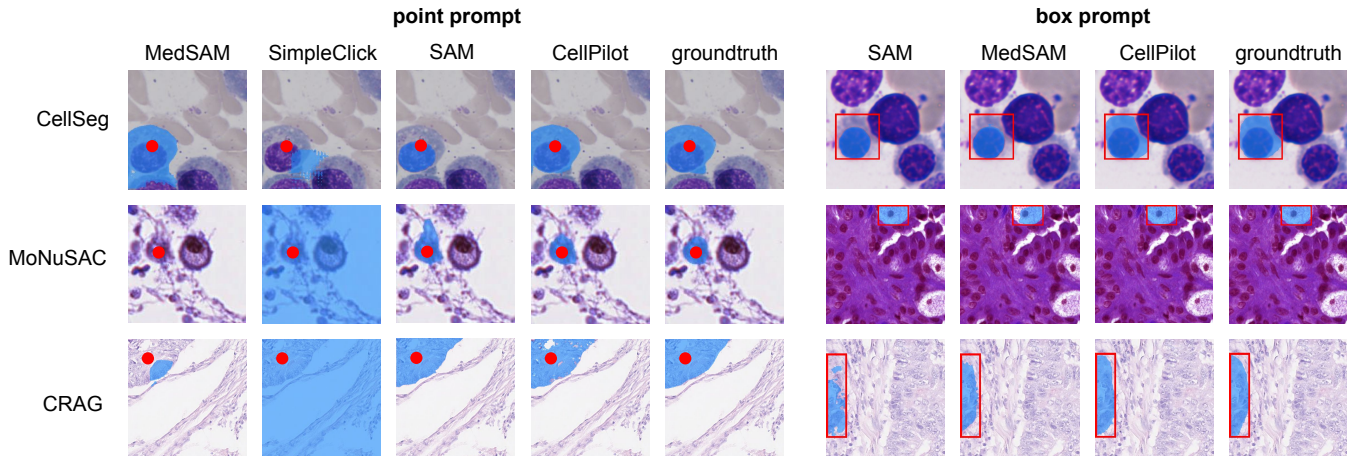 point prompt box prompt
MedSAM SimpleClick SAM CellPilot groundtruth SAM MedSAM CellPilot groundtruth
CellSeg
MoNuSAC
CRAG